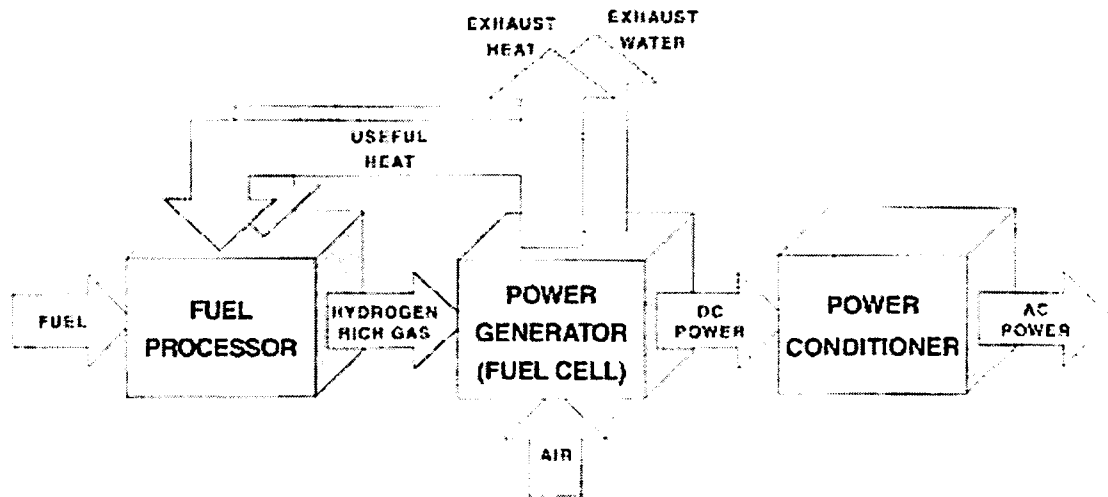 EXHAUST
HEAT
EXHAUST
WATER
USEFUL
HEAT
FUEL
FUEL
PROCESSOR
HYDROGEN
RICH GAS
POWER
GENERATOR
(FUEL CELL)
DC
POWER
POWER
CONDITIONER
AC
POWER
AIR